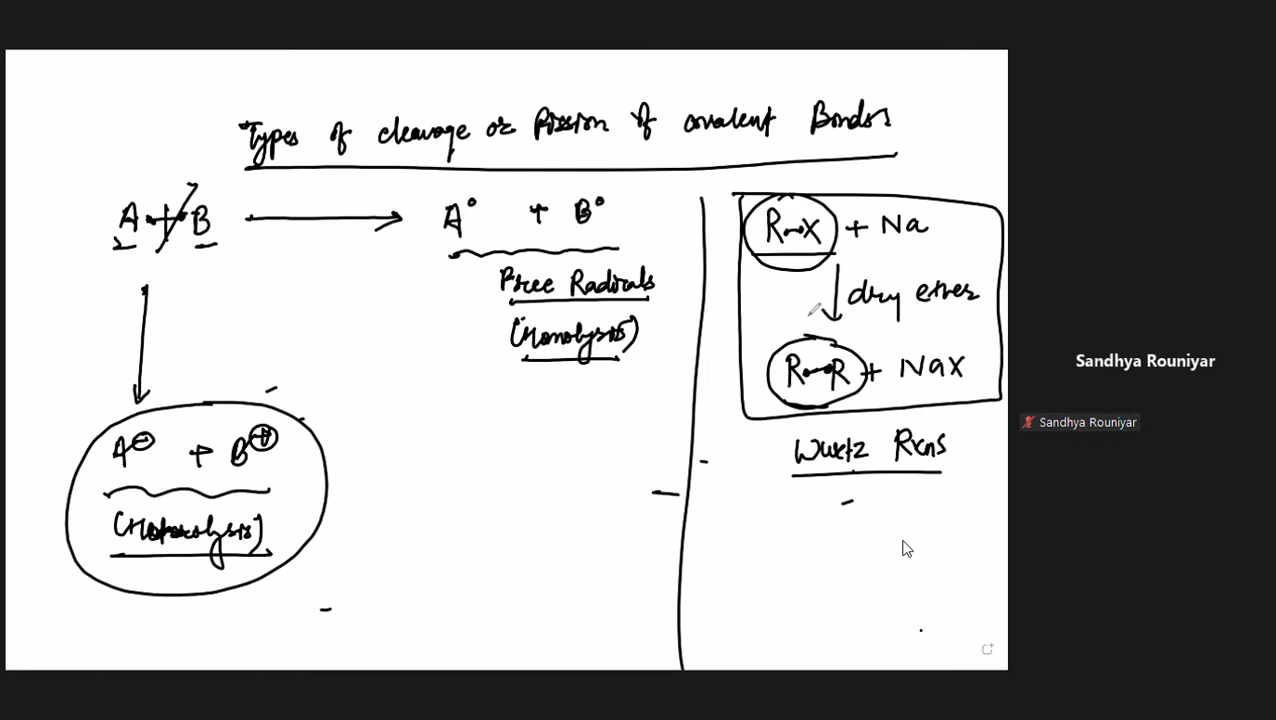 Types of cleavage or Fission of covalent Bonds
A + B → A° + B°
Free Radicals
(Homolysis)
A⊖ + B⊕
(Heterolysis)
R-X + Na
dry ether
R-R + NaX
Wurtz Rxns
Sandhya Rouniyar
Sandhya Rouniyar